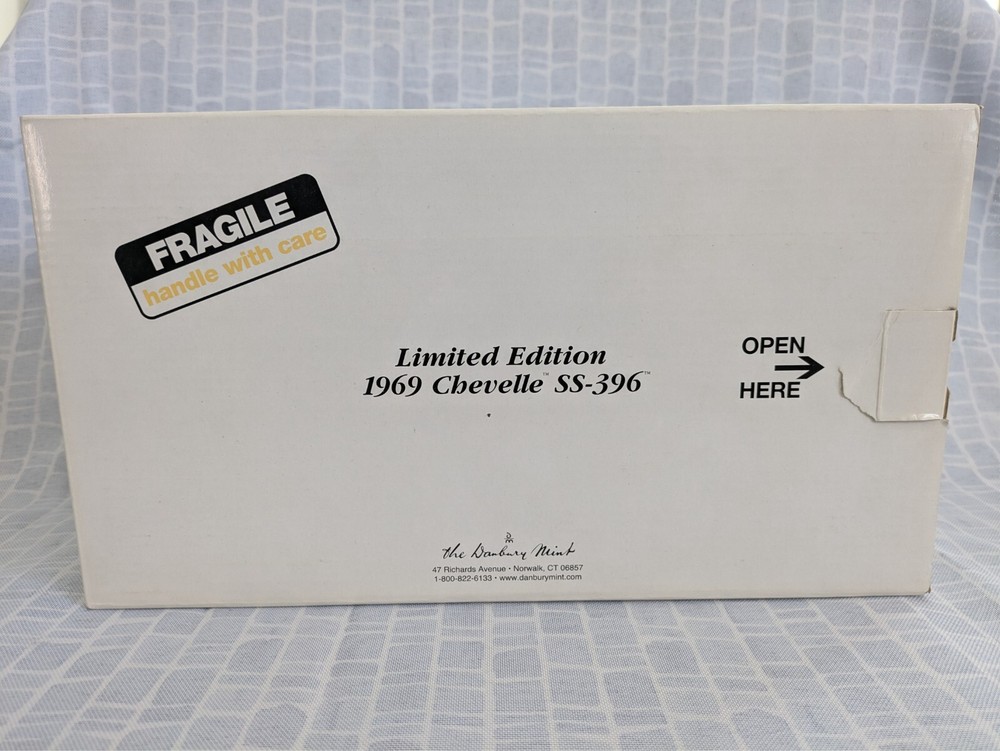 FRAGILE
handle with care
Limited Edition
1969 Chevelle™ SS-396™
OPEN
HERE
DM
the Danbury Mint
47 Richards Avenue • Norwalk, CT 06857
1-800-822-6133 • www.danburymint.com